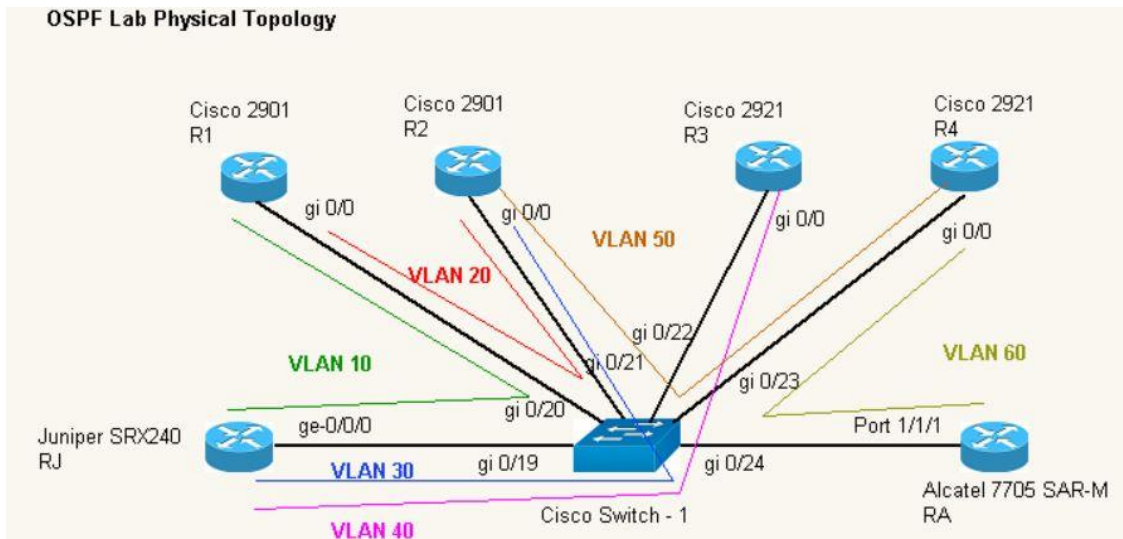 OSPF Lab Physical Topology
Cisco 2901
R1
Cisco 2901
R2
Cisco 2921
R3
Cisco 2921
R4
gi 0/0
gi 0/0
gi 0/0
gi 0/0
VLAN 50
VLAN 20
gi 0/22
gi 0/21
VLAN 10
VLAN 60
gi 0/23
gi 0/20
Juniper SRX240
RJ
ge-0/0/0
Port 1/1/1
gi 0/19
gi 0/24
VLAN 30
Alcatel 7705 SAR-M
RA
Cisco Switch - 1
VLAN 40